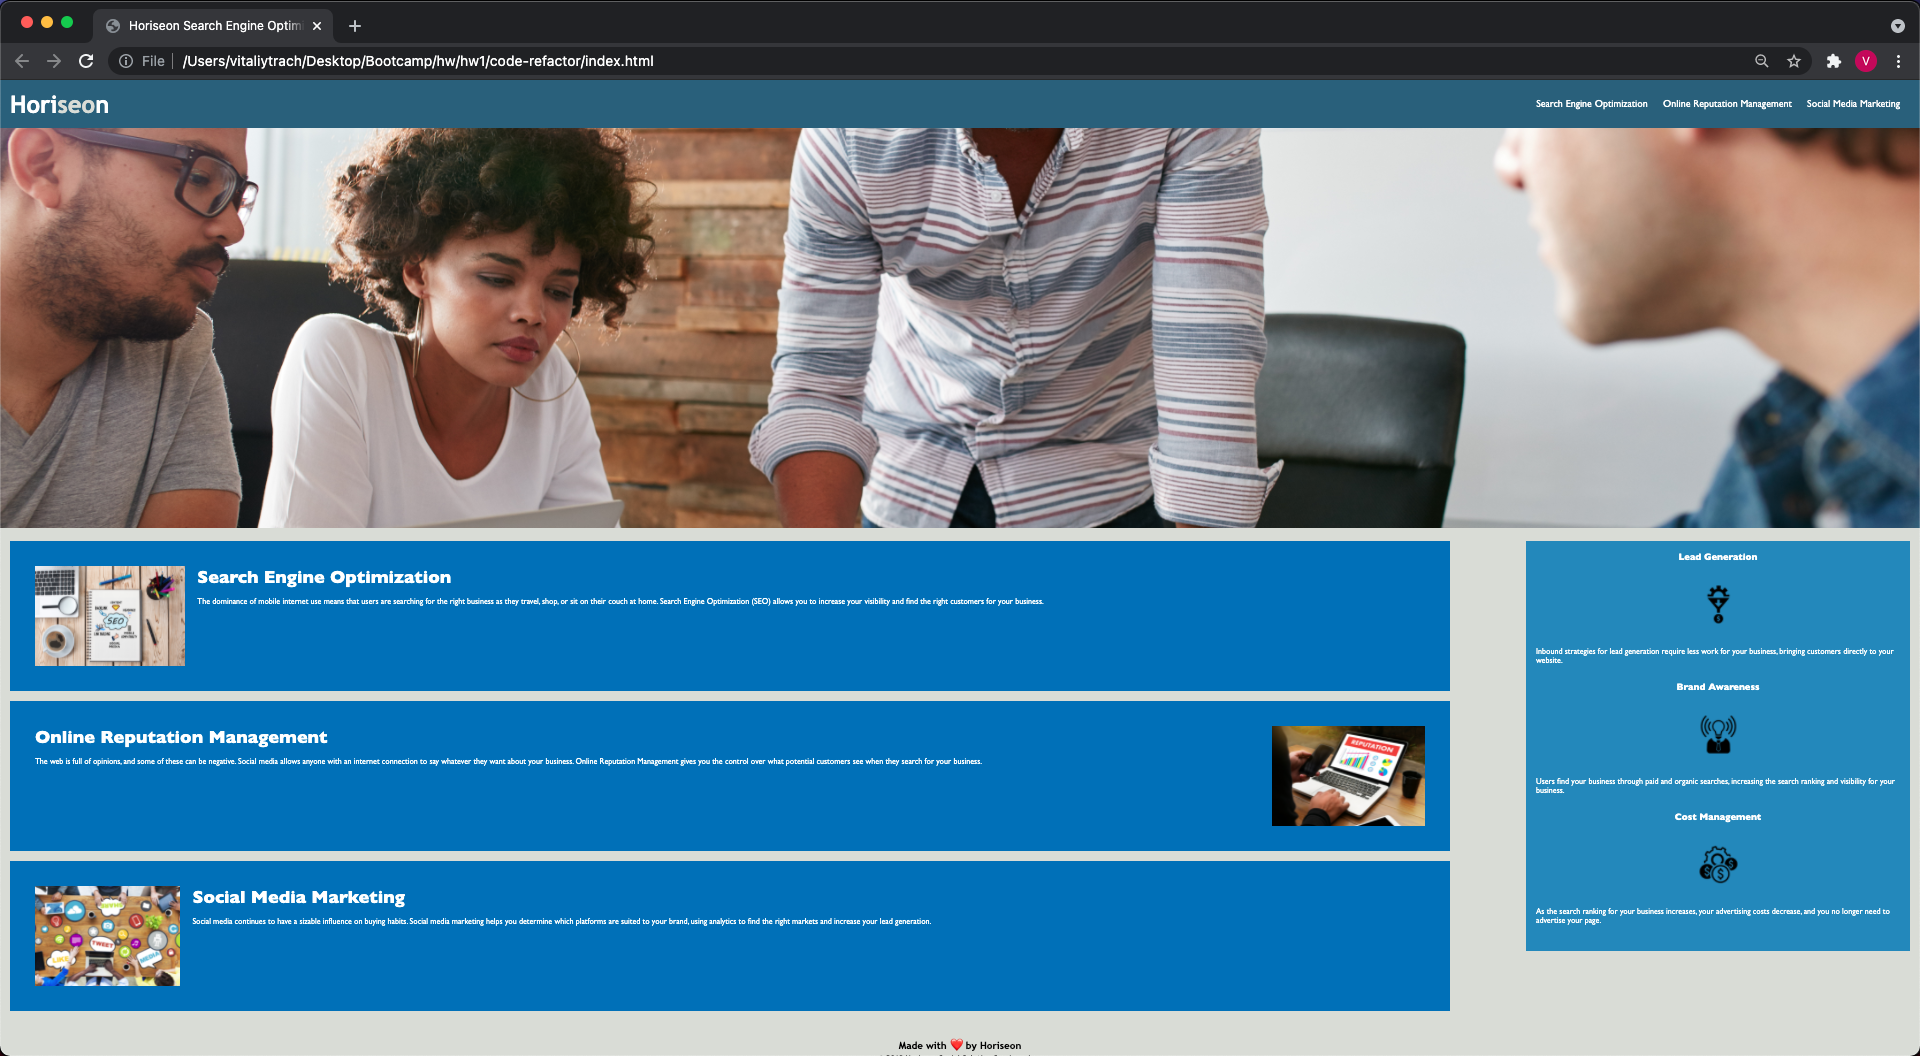 Horiseon Search Engine Optimi
File
/Users/vitaliytrach/Desktop/Bootcamp/hw/hw1/code-refactor/index.html
V
Horiseon
Search Engine Optimization
Online Reputation Management
Social Media Marketing
Search Engine Optimization
The dominance of mobile internet use means that users are searching for the right business as they travel, shop, or sit on their couch at home. Search Engine Optimization (SEO) allows you to increase your visibility and find the right customers for your business.
SEO
Online Reputation Management
The web is full of opinions, and some of these can be negative. Social media allows anyone with an internet connection to say whatever they want about your business. Online Reputation Management gives you the control over what potential customers see when they search for your business.
REPUTATION
Social Media Marketing
Social media continues to have a sizable influence on buying habits. Social media marketing helps you determine which platforms are suited to your brand, using analytics to find the right markets and increase your lead generation.
TWEET
LIKE
MEDIA
Lead Generation
Inbound strategies for lead generation require less work for your business, bringing customers directly to your
website.
Brand Awareness
Users find your business through paid and organic searches, increasing the search ranking and visibility for your
business.
Cost Management
As the search ranking for your business increases, your advertising costs decrease, and you no longer need to
advertise your page.
Made with ❤️ by Horiseon